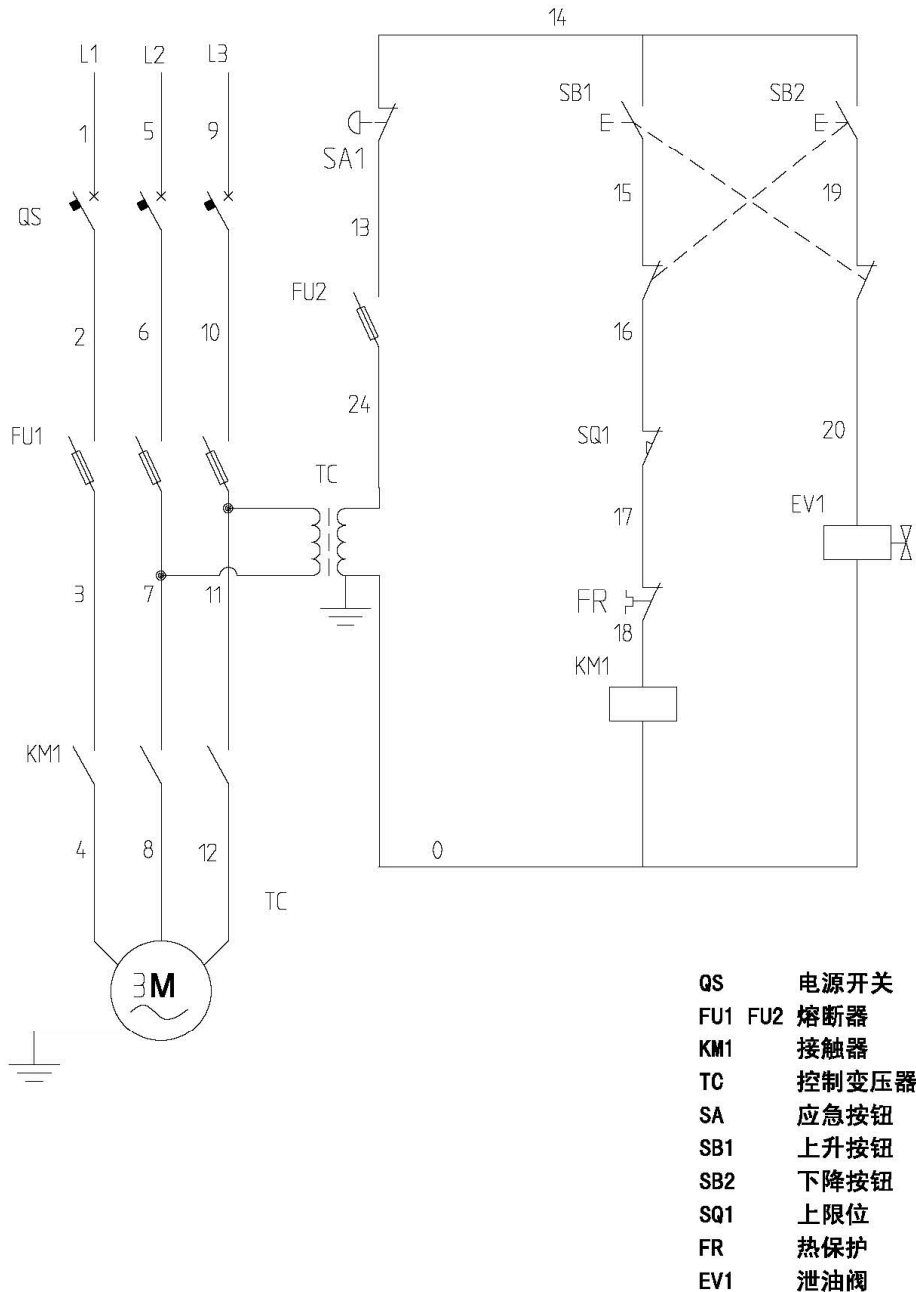 14
L1 L2 L3
SB1 SB2
1 5 9
SA1
QS
15 19
13
FU2
2 6 10 16
24
FU1 SQ1 20
TC
EV1
17
3 7 11 FR
18
KM1
KM1
4 8 12 0
TC
3M
QS 电源开关
FU1 FU2 熔断器
KM1 接触器
TC 控制变压器
SA 应急按钮
SB1 上升按钮
SB2 下降按钮
SQ1 上限位
FR 热保护
EV1 泄油阀